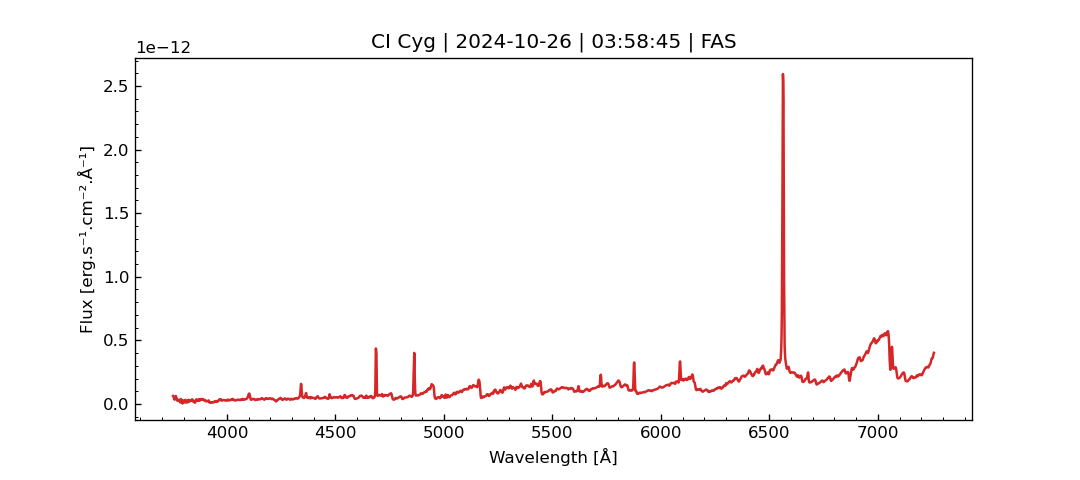 CI Cyg | 2024-10-26 | 03:58:45 | FAS
1e−12
2.5
2.0
1.5
1.0
0.5
0.0
Flux [erg.s⁻¹.cm⁻².Å⁻¹]
4000 4500 5000 5500 6000 6500 7000
Wavelength [Å]